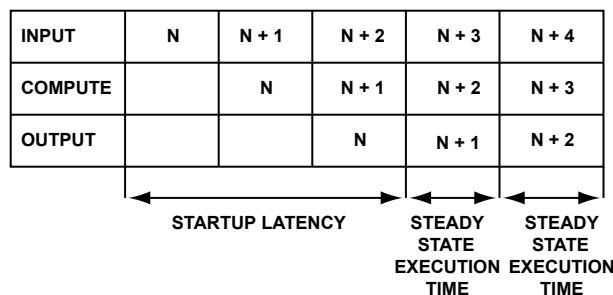 INPUT N N + 1 N + 2 N + 3 N + 4
COMPUTE N N + 1 N + 2 N + 3
OUTPUT N N + 1 N + 2
STARTUP LATENCY
STEADY
STATE
EXECUTION
TIME
STEADY
STATE
EXECUTION
TIME